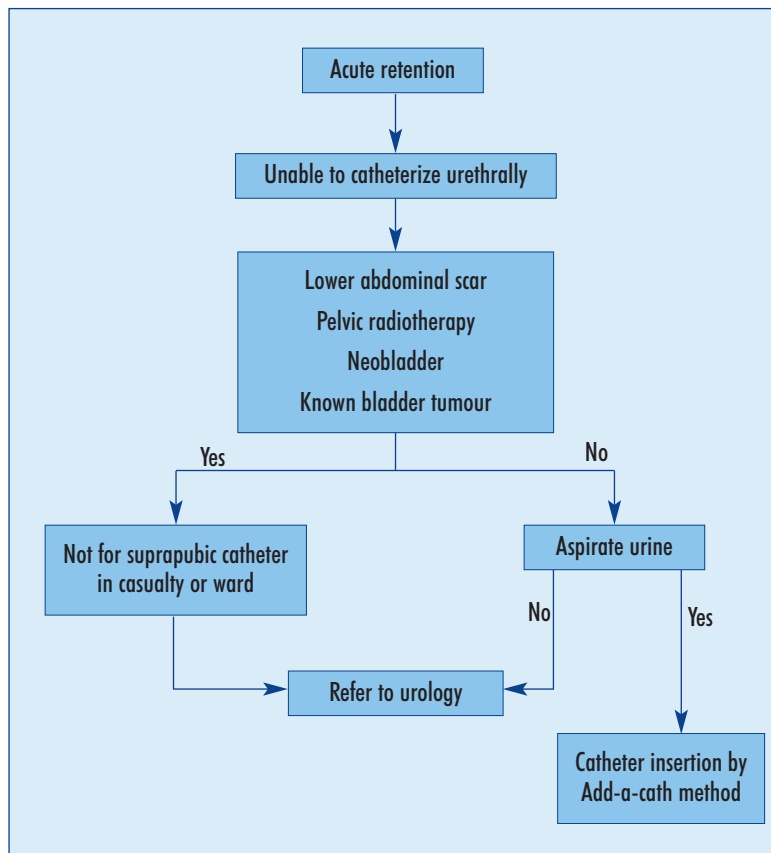 Acute retention
Unable to catheterize urethrally
Lower abdominal scar
Pelvic radiotherapy
Neobladder
Known bladder tumour
Yes
No
Not for suprapubic catheter
in casualty or ward
Aspirate urine
No
Yes
Refer to urology
Catheter insertion by
Add-a-cath method